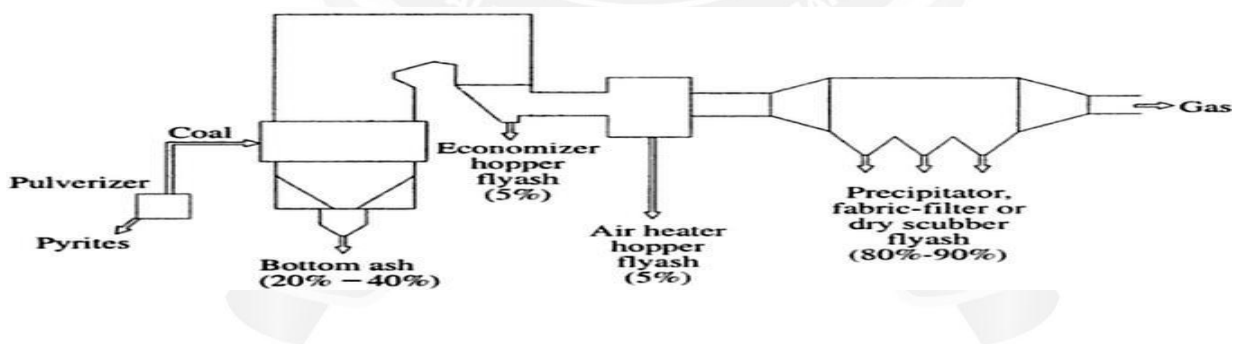 Coal
Pulverizer
Pyrites
Bottom ash
(20% – 40%)
Economizer
hopper
flyash
(5%)
Air heater
hopper
flyash
(5%)
Precipitator,
fabric-filter or
dry scubber
flyash
(80%-90%)
Gas